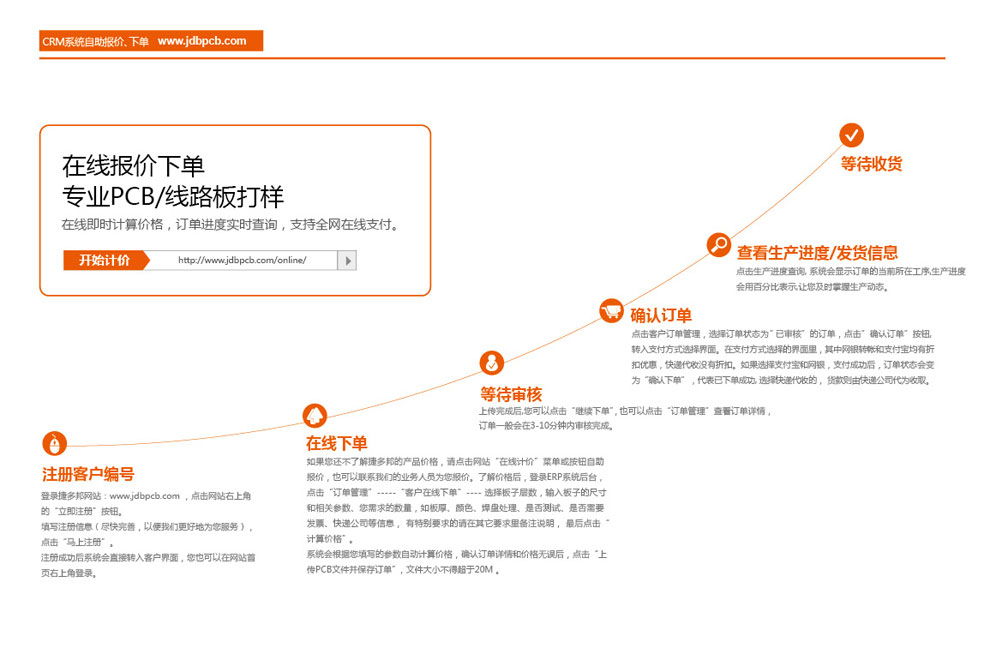 CRM系统自助报价、下单 www.jdbpcb.com
在线报价下单
专业PCB/线路板打样
在线即时计算价格，订单进度实时查询，支持全网在线支付。
开始计价 http://www.jdbpcb.com/online/
等待收货
查看生产进度/发货信息
点击生产进度查询, 系统会显示订单的当前所在工序,生产进度
会用百分比表示,让您及时掌握生产动态。
确认订单
点击客户订单管理，选择订单状态为“已审核”的订单，点击“确认订单”按钮,
转入支付方式选择界面。在支付方式选择的界面里，其中网银转帐和支付宝均有折
扣优惠，快递代收没有折扣。如果选择支付宝和网银，支付成功后，订单状态会变
为“确认下单”，代表已下单成功, 选择快递代收的， 货款则由快递公司代为收取。
等待审核
上传完成后,您可以点击“继续下单”, 也可以点击“订单管理”查看订单详情，
订单一般会在3-10分钟内审核完成。
在线下单
如果您还不了解捷多邦的产品价格，请点击网站“在线计价”菜单或按钮自助
报价，也可以联系我们的业务人员为您报价。了解价格后，登录ERP系统后台，
点击“订单管理”-----“客户在线下单”---- 选择板子层数，输入板子的尺寸
和相关参数、您需求的数量，如板厚、颜色、焊盘处理、是否测试、是否需要
发票、快递公司等信息， 有特别要求的请在其它要求里备注说明， 最后点击“
计算价格”。
系统会根据您填写的参数自动计算价格，确认订单详情和价格无误后，点击“上
传PCB文件并保存订单”，文件大小不得超于20M 。
注册客户编号
登录捷多邦网站：www.jdbpcb.com ，点击网站右上角
的“立即注册”按钮。
填写注册信息（尽快完善，以便我们更好地为您服务），
点击“马上注册”。
注册成功后系统会直接转入客户界面，您也可以在网站首
页右上角登录。